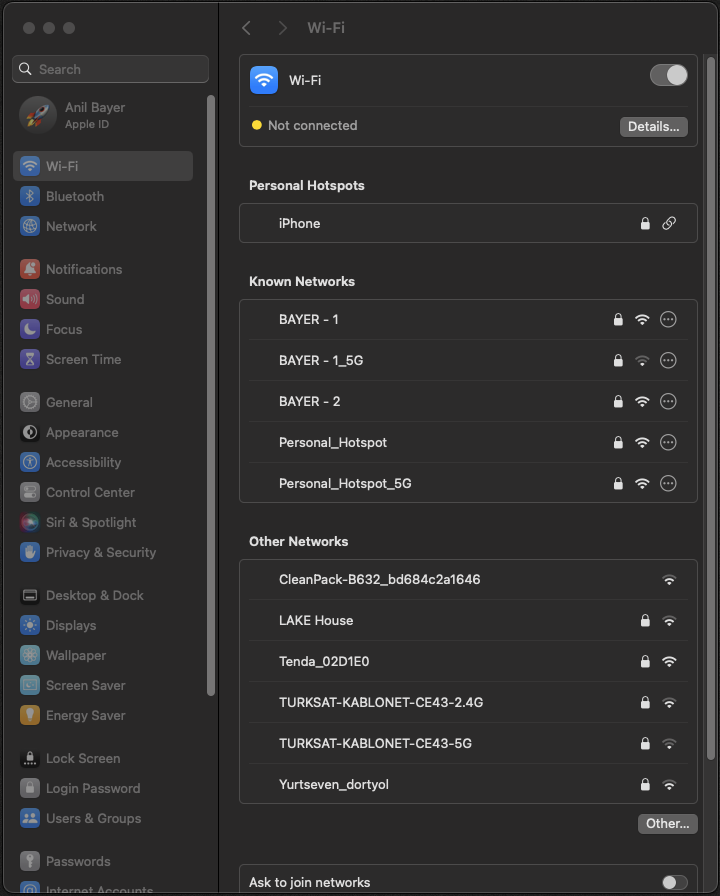 Wi-Fi
Search
Anil Bayer
Apple ID
Wi-Fi
Bluetooth
Network
Notifications
Sound
Focus
Screen Time
General
Appearance
Accessibility
Control Center
Siri & Spotlight
Privacy & Security
Desktop & Dock
Displays
Wallpaper
Screen Saver
Energy Saver
Lock Screen
Login Password
Users & Groups
Passwords
Internet Accounts
Wi-Fi
Not connected
Details...
Personal Hotspots
iPhone
Known Networks
BAYER - 1
BAYER - 1_5G
BAYER - 2
Personal_Hotspot
Personal_Hotspot_5G
Other Networks
CleanPack-B632_bd684c2a1646
LAKE House
Tenda_02D1E0
TURKSAT-KABLONET-CE43-2.4G
TURKSAT-KABLONET-CE43-5G
Yurtseven_dortyol
Other...
Ask to join networks